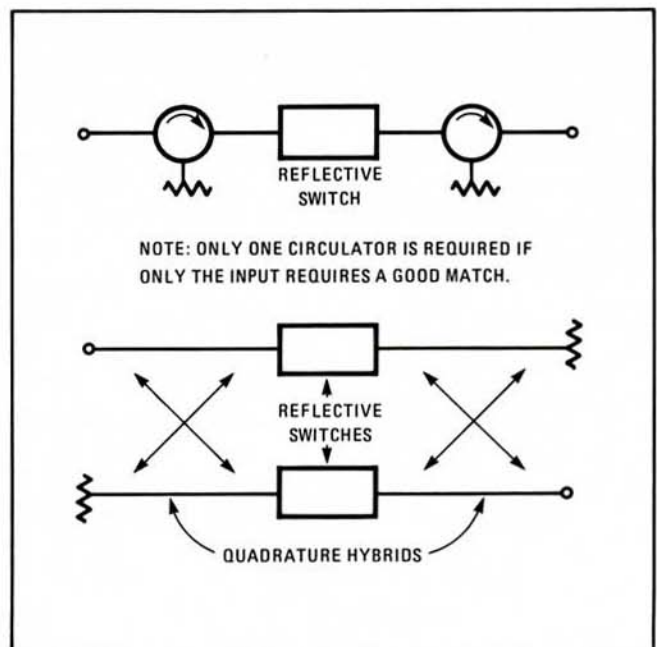 REFLECTIVE
SWITCH
NOTE: ONLY ONE CIRCULATOR IS REQUIRED IF
ONLY THE INPUT REQUIRES A GOOD MATCH.
REFLECTIVE
SWITCHES
QUADRATURE HYBRIDS